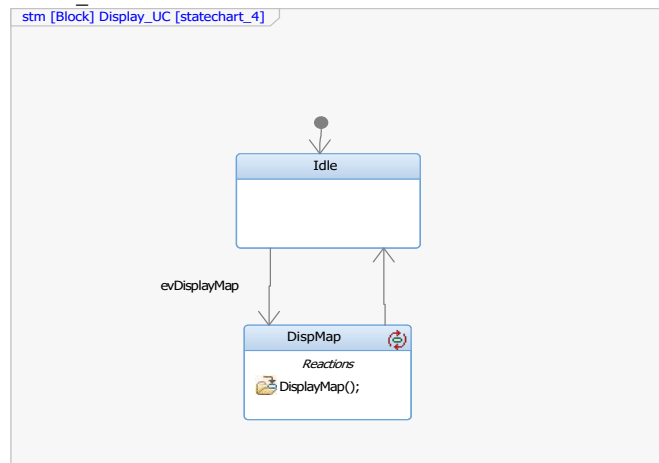 stm [Block] Display_UC [statechart_4]
Idle
evDisplayMap
DispMap
Reactions
DisplayMap();